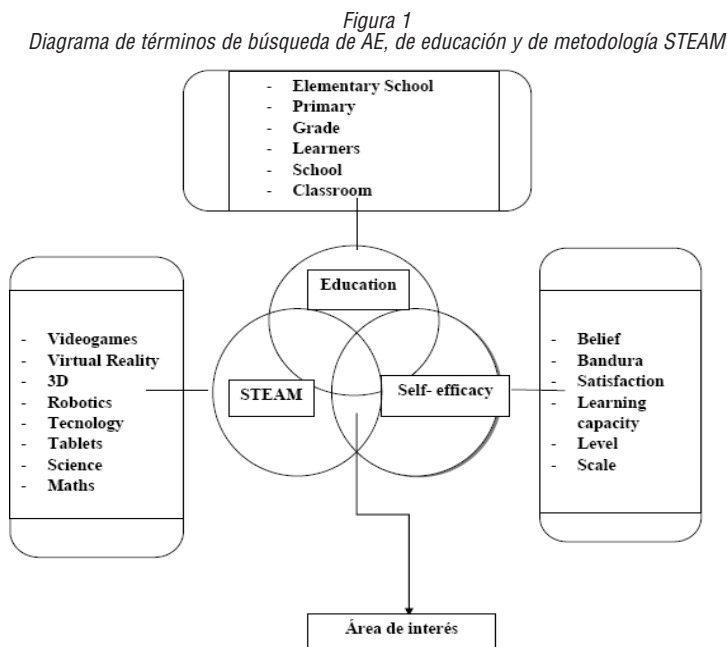 Figura 1
Diagrama de términos de búsqueda de AE, de educación y de metodología STEAM
- Elementary School
- Primary
- Grade
- Learners
- School
- Classroom
Education
STEAM
Self- efficacy
- Videogames
- Virtual Reality
- 3D
- Robotics
- Tecnology
- Tablets
- Science
- Maths
- Belief
- Bandura
- Satisfaction
- Learning
capacity
- Level
- Scale
Área de interés